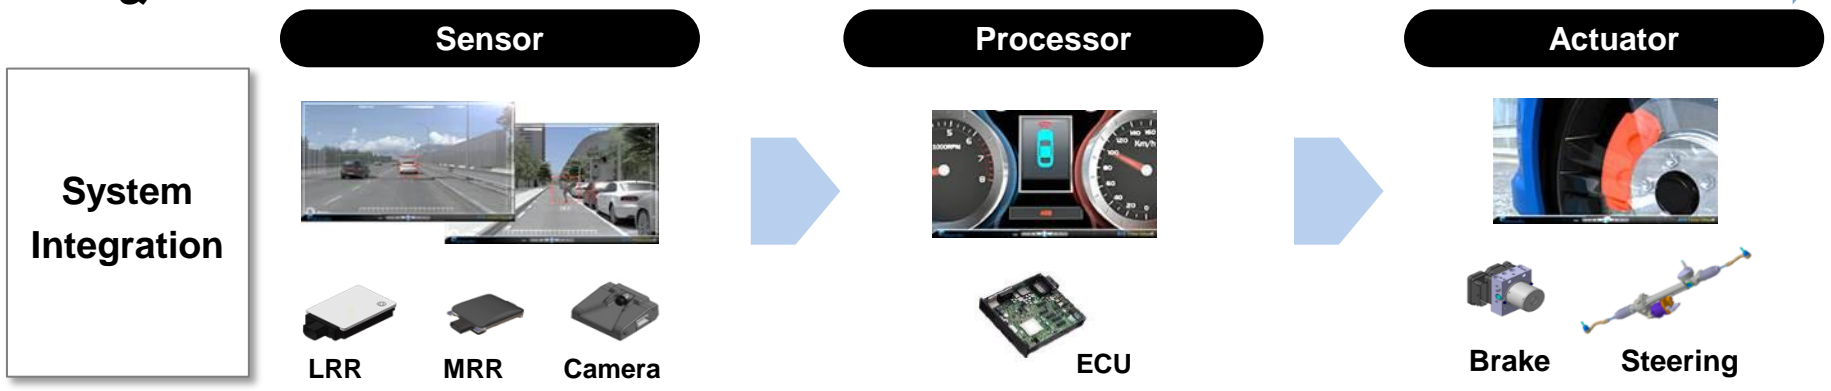 System
Integration
Sensor
Processor
Actuator
LRR
MRR
Camera
ECU
Brake
Steering